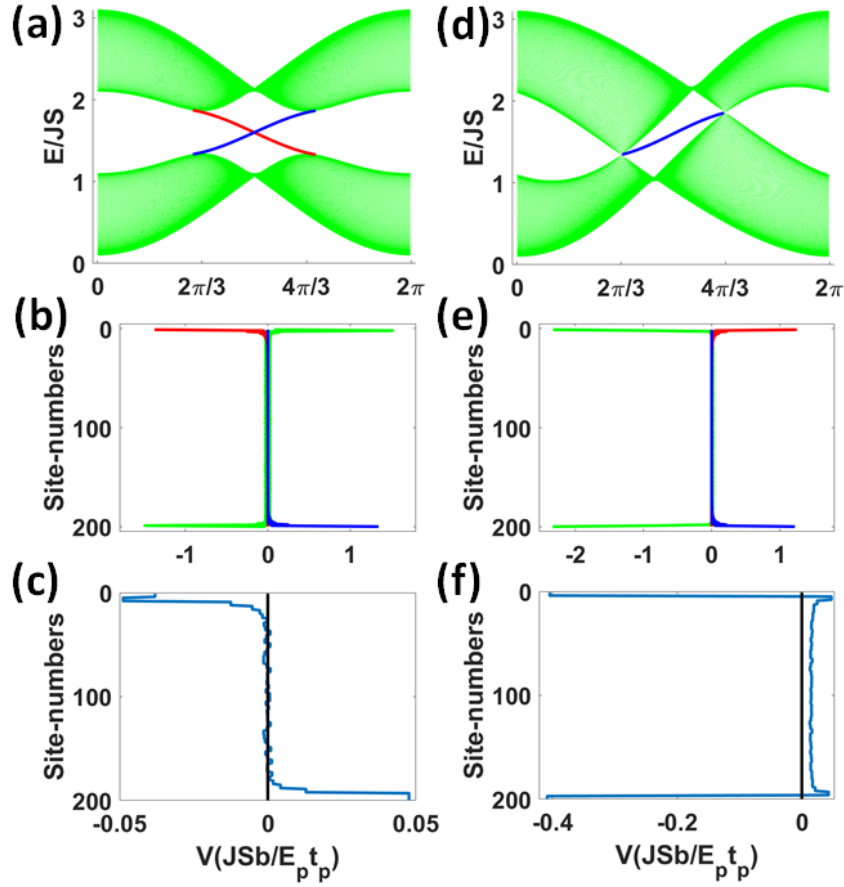 (a)
3
2
1
0
E/JS
0
2π/3
4π/3
2π
(d)
3
2
1
0
E/JS
0
2π/3
4π/3
2π
(b)
0
100
200
Site-numbers
-1
0
1
(e)
0
100
200
Site-numbers
-2
-1
0
1
(c)
0
100
200
Site-numbers
-0.05
0
0.05
V(JSb/Eₚtₚ)
(f)
0
100
200
Site-numbers
-0.4
-0.2
0
V(JSb/Eₚtₚ)